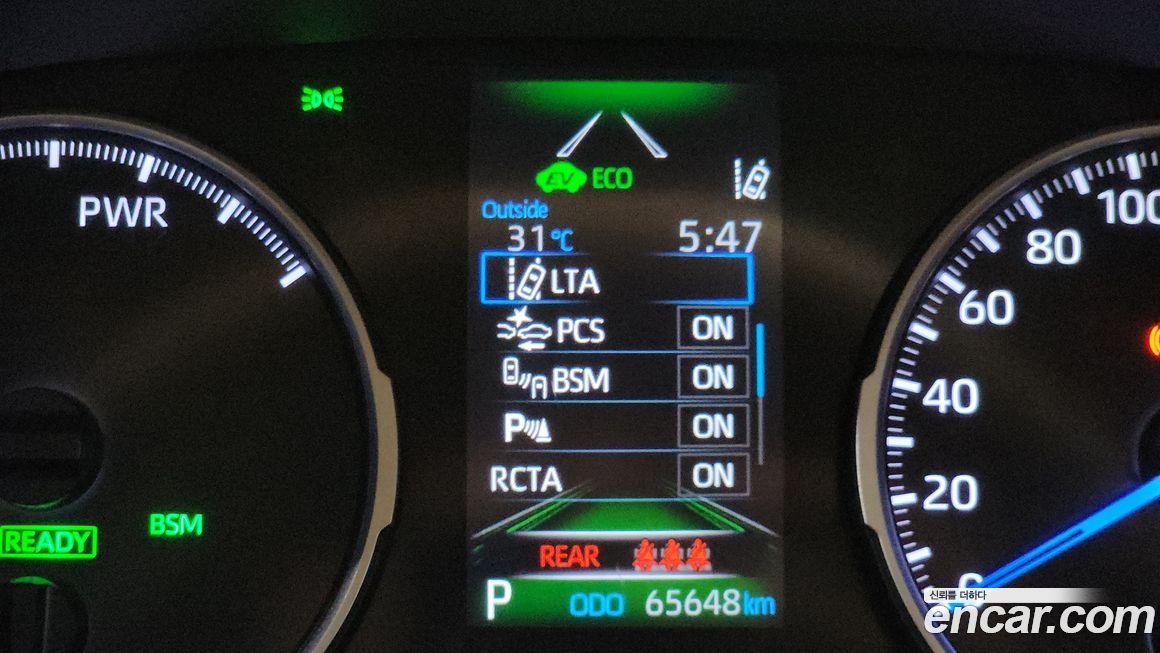 EV ECO
PWR
Outside
31°C 5:47
LTA
PCS ON
BSM ON
P ON
RCTA ON
100
80
60
40
20
0
READY
BSM
REAR
P ODO 65648km
신뢰를 더하다
encar.com